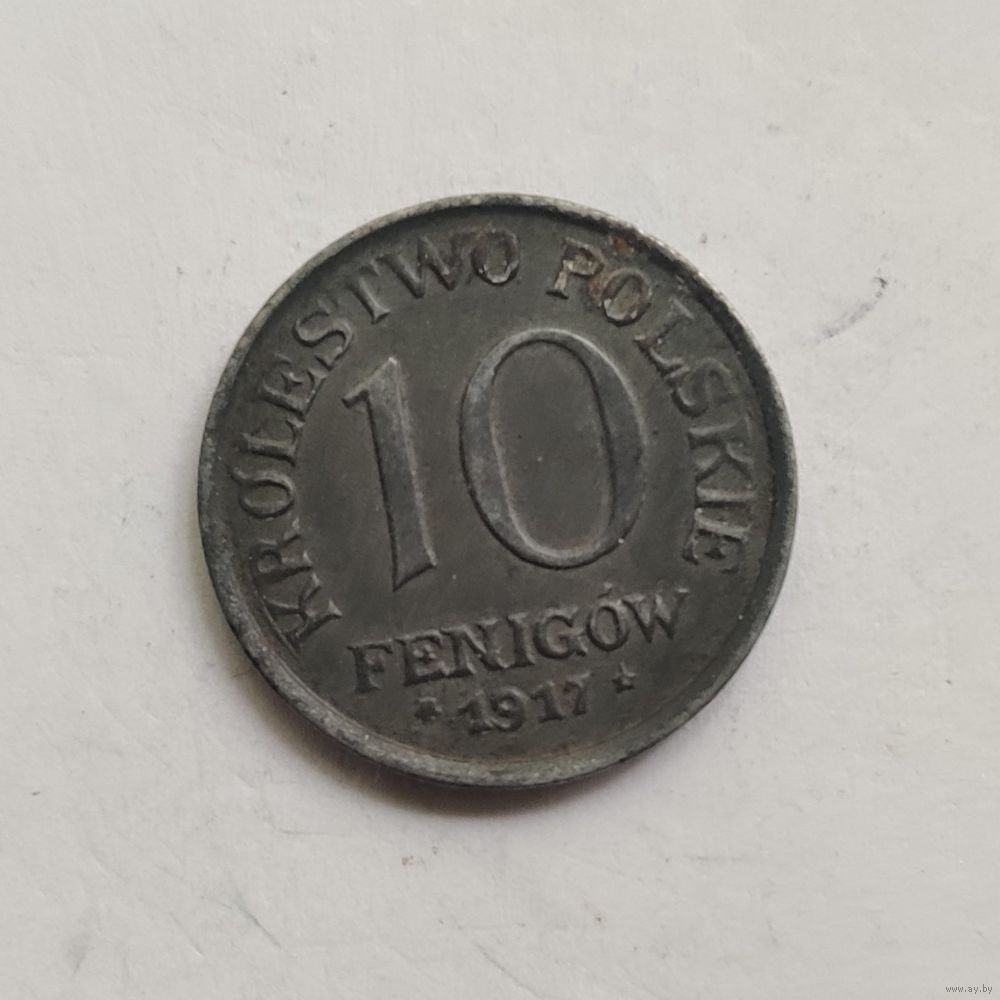 KRÓLESTWO POLSKIE
10
FENIGÓW
* 1917 *
www.ay.by